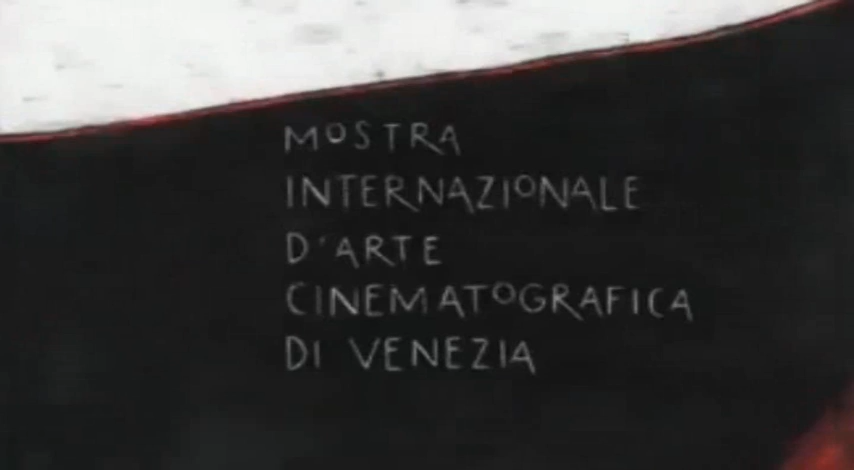 MOSTRA
INTERNAZIONALE
D'ARTE
CINEMATOGRAFICA
DI VENEZIA